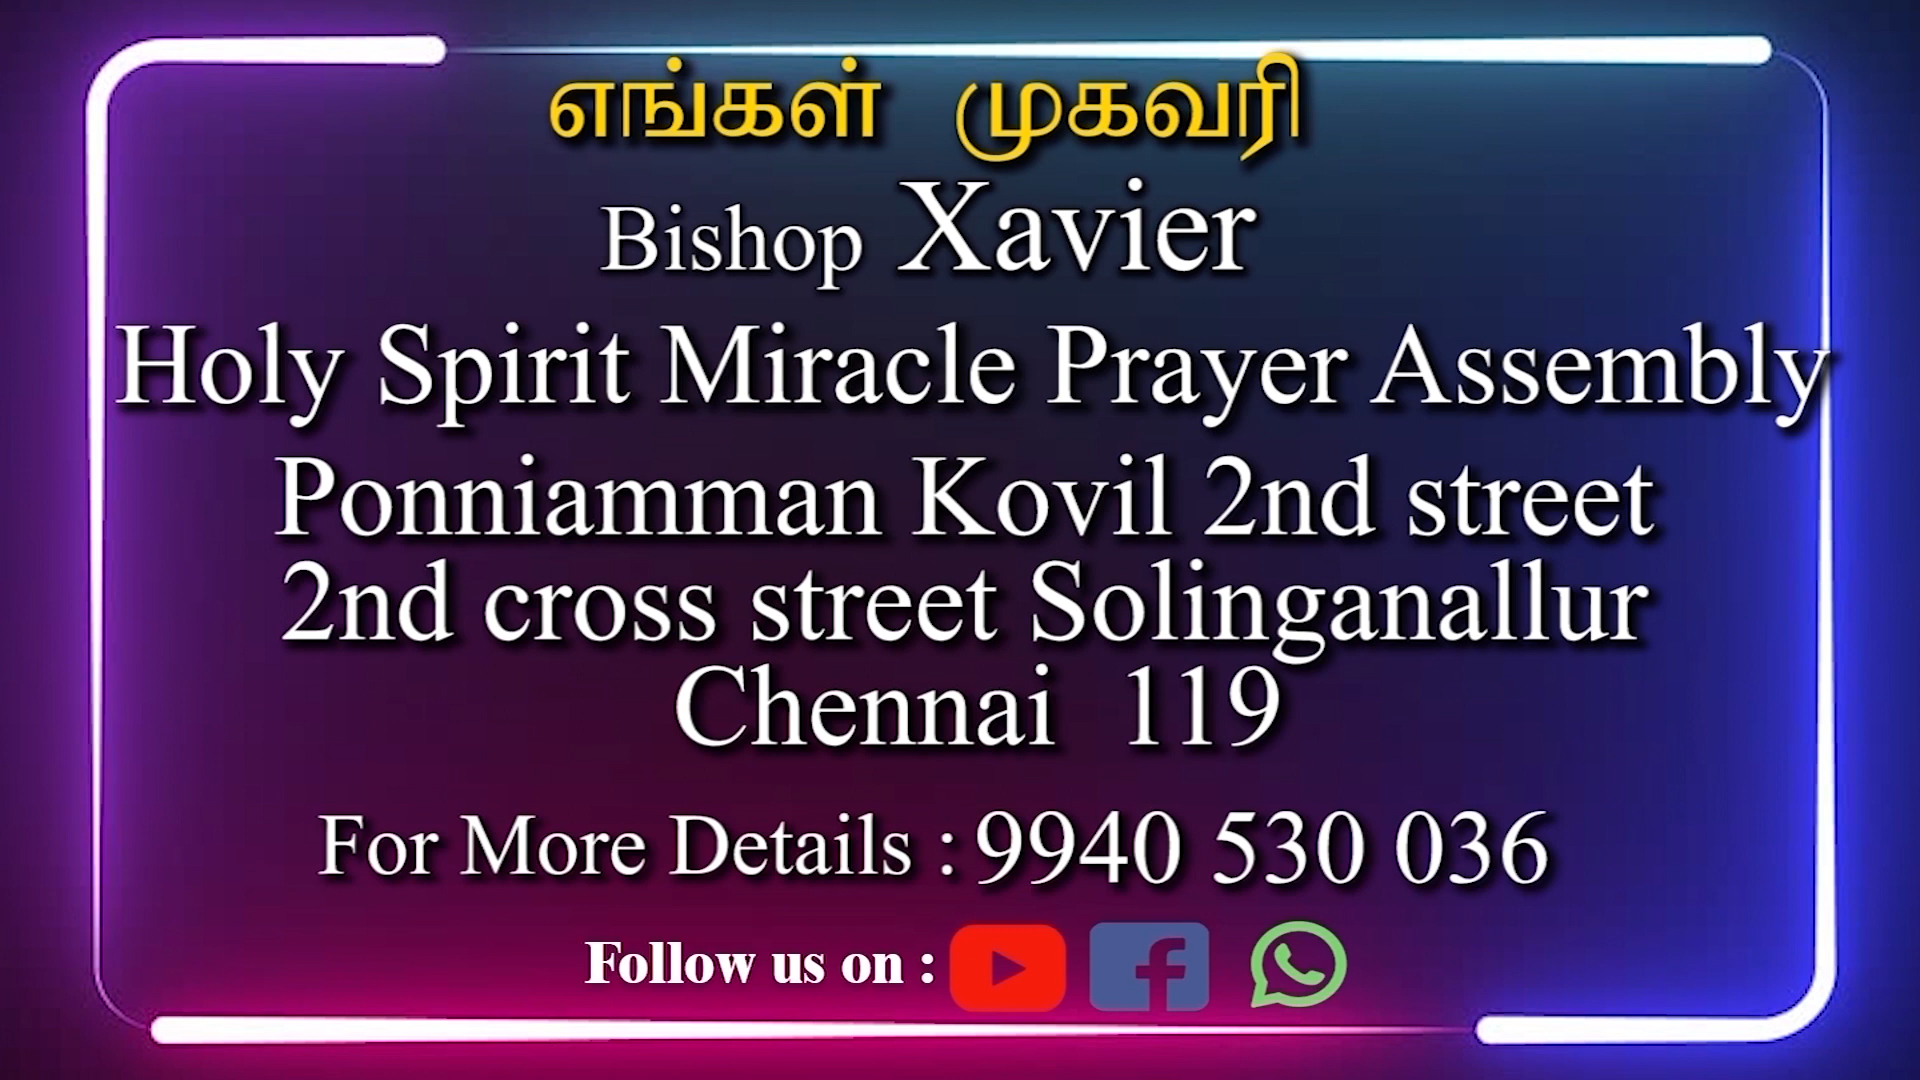 எங்கள் முகவரி
Bishop Xavier
Holy Spirit Miracle Prayer Assembly
Ponniamman Kovil 2nd street
2nd cross street Solinganallur
Chennai 119
For More Details : 9940 530 036
Follow us on :